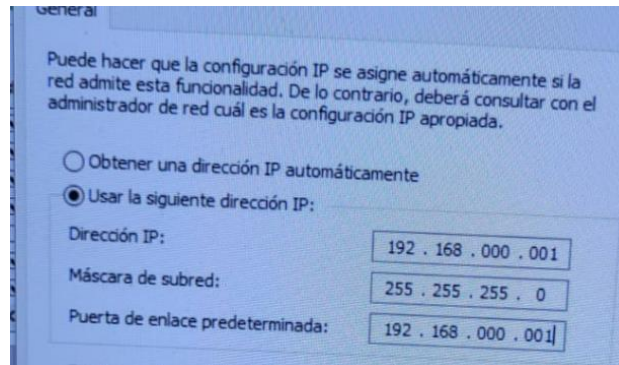 General
Puede hacer que la configuración IP se asigne automáticamente si la
red admite esta funcionalidad. De lo contrario, deberá consultar con el
administrador de red cuál es la configuración IP apropiada.
Obtener una dirección IP automáticamente
Usar la siguiente dirección IP:
Dirección IP: 192 . 168 . 000 . 001
Máscara de subred: 255 . 255 . 255 . 0
Puerta de enlace predeterminada: 192 . 168 . 000 . 001